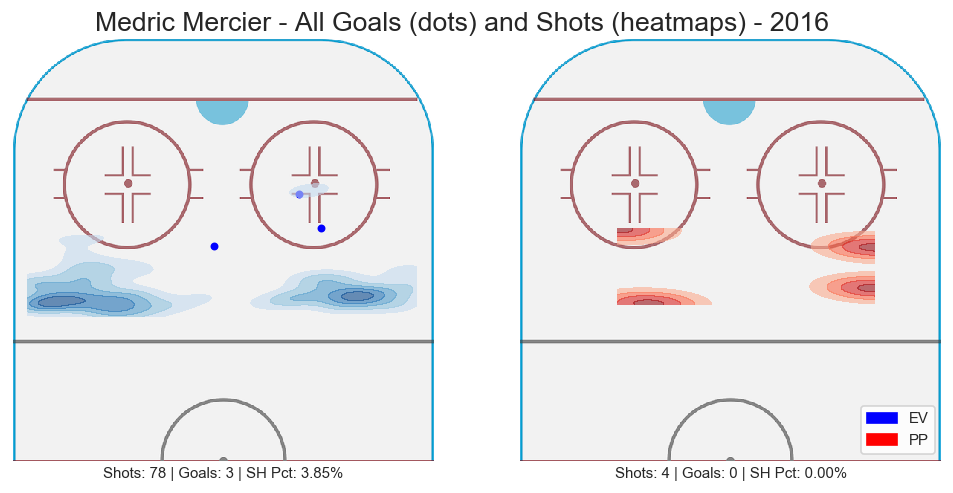 Medric Mercier - All Goals (dots) and Shots (heatmaps) - 2016
EV
PP
Shots: 78 | Goals: 3 | SH Pct: 3.85%
Shots: 4 | Goals: 0 | SH Pct: 0.00%